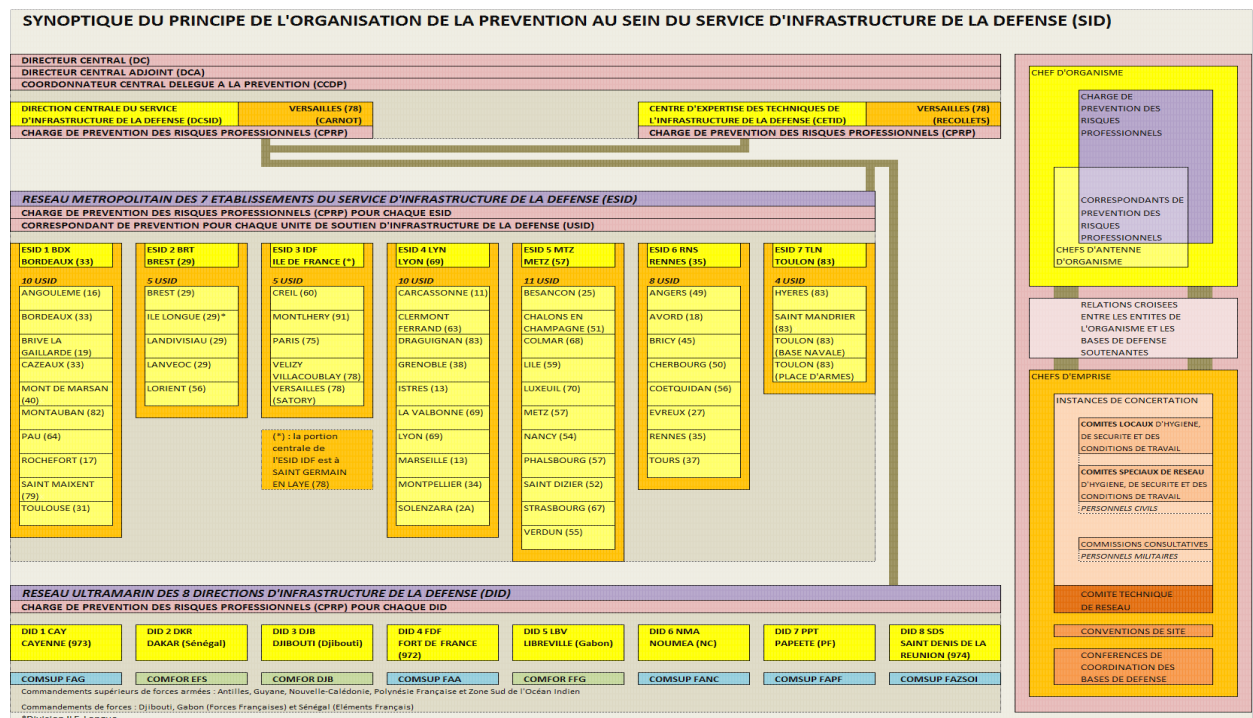 SYNOPTIQUE DU PRINCIPE DE L'ORGANISATION DE LA PREVENTION AU SEIN DU SERVICE D'INFRASTRUCTURE DE LA DEFENSE (SID)
DIRECTEUR CENTRAL (DC)
DIRECTEUR CENTRAL ADJOINT (DCA)
COORDONNATEUR CENTRAL DELEGUE A LA PREVENTION (CCDP)
DIRECTION CENTRALE DU SERVICE
D'INFRASTRUCTURE DE LA DEFENSE (DCSID)
VERSAILLES (78)
(CARNOT)
CHARGE DE PREVENTION DES RISQUES PROFESSIONNELS (CPRP)
CENTRE D'EXPERTISE DES TECHNIQUES DE
L'INFRASTRUCTURE DE LA DEFENSE (CETID)
VERSAILLES (78)
(RECOLLETS)
CHARGE DE PREVENTION DES RISQUES PROFESSIONNELS (CPRP)
RESEAU METROPOLITAIN DES 7 ETABLISSEMENTS DU SERVICE D'INFRASTRUCTURE DE LA DEFENSE (ESID)
CHARGE DE PREVENTION DES RISQUES PROFESSIONNELS (CPRP) POUR CHAQUE ESID
CORRESPONDANT DE PREVENTION POUR CHAQUE UNITE DE SOUTIEN D'INFRASTRUCTURE DE LA DEFENSE (USID)
ESID 1 BDX
BORDEAUX (33)
10 USID
ANGOULEME (16)
BORDEAUX (33)
BRIVE LA
GAILLARDE (19)
CAZEAUX (33)
MONT DE MARSAN
(40)
MONTAUBAN (82)
PAU (64)
ROCHEFORT (17)
SAINT MAIXENT
(79)
TOULOUSE (31)
ESID 2 BRT
BREST (29)
5 USID
BREST (29)
ILE LONGUE (29)*
LANDIVISIAU (29)
LANVEOC (29)
LORIENT (56)
ESID 3 IDF
ILE DE FRANCE (*)
5 USID
CREIL (60)
MONTLHERY (91)
PARIS (75)
VELIZY
VILLACOUBLAY (78)
VERSAILLES (78)
(SATORY)
(*) : la portion
centrale de
l'ESID IDF est à
SAINT GERMAIN
EN LAYE (78)
ESID 4 LYN
LYON (69)
10 USID
CARCASSONNE (11)
CLERMONT
FERRAND (63)
DRAGUIGNAN (83)
GRENOBLE (38)
ISTRES (13)
LA VALBONNE (69)
LYON (69)
MARSEILLE (13)
MONTPELLIER (34)
SOLENZARA (2A)
ESID 5 MTZ
METZ (57)
11 USID
BESANCON (25)
CHALONS EN
CHAMPAGNE (51)
COLMAR (68)
LILE (59)
LUXEUIL (70)
METZ (57)
NANCY (54)
PHALSBOURG (57)
SAINT DIZIER (52)
STRASBOURG (67)
VERDUN (55)
ESID 6 RNS
RENNES (35)
8 USID
ANGERS (49)
AVORD (18)
BRICY (45)
CHERBOURG (50)
COETQUIDAN (56)
EVREUX (27)
RENNES (35)
TOURS (37)
ESID 7 TLN
TOULON (83)
4 USID
HYERES (83)
SAINT MANDRIER
(83)
TOULON (83)
(BASE NAVALE)
TOULON (83)
(PLACE D'ARMES)
RESEAU ULTRAMARIN DES 8 DIRECTIONS D'INFRASTRUCTURE DE LA DEFENSE (DID)
CHARGE DE PREVENTION DES RISQUES PROFESSIONNELS (CPRP) POUR CHAQUE DID
DID 1 CAY
CAYENNE (973)
DID 2 DKR
DAKAR (Sénégal)
DID 3 DJB
DJIBOUTI (Djibouti)
DID 4 FDF
FORT DE FRANCE
(972)
DID 5 LBV
LIBREVILLE (Gabon)
DID 6 NMA
NOUMEA (NC)
DID 7 PPT
PAPEETE (PF)
DID 8 SDS
SAINT DENIS DE LA
REUNION (974)
COMSUP FAG
COMFOR EFS
COMFOR DJB
COMSUP FAA
COMFOR FFG
COMSUP FANC
COMSUP FAPF
COMSUP FAZSOI
Commandements supérieurs de forces armées : Antilles, Guyane, Nouvelle-Calédonie, Polynésie Française et Zone Sud de l'Océan Indien
Commandements de forces : Djibouti, Gabon (Forces Françaises) et Sénégal (Eléments Français)
CHEF D'ORGANISME
CHARGE DE
PREVENTION DES
RISQUES
PROFESSIONNELS
CORRESPONDANTS DE
PREVENTION DES
RISQUES
PROFESSIONNELS
CHEFS D'ANTENNE
D'ORGANISME
RELATIONS CROISEES
ENTRE LES ENTITES DE
L'ORGANISME ET LES
BASES DE DEFENSE
SOUTENANTES
CHEFS D'EMPRISE
INSTANCES DE CONCERTATION
COMITES LOCAUX D'HYGIENE,
DE SECURITE ET DES
CONDITIONS DE TRAVAIL
COMITES SPECIAUX DE RESEAU
D'HYGIENE, DE SECURITE ET DES
CONDITIONS DE TRAVAIL
PERSONNELS CIVILS
COMMISSIONS CONSULTATIVES
PERSONNELS MILITAIRES
COMITE TECHNIQUE
DE RESEAU
CONVENTIONS DE SITE
CONFERENCES DE
COORDINATION DES
BASES DE DEFENSE